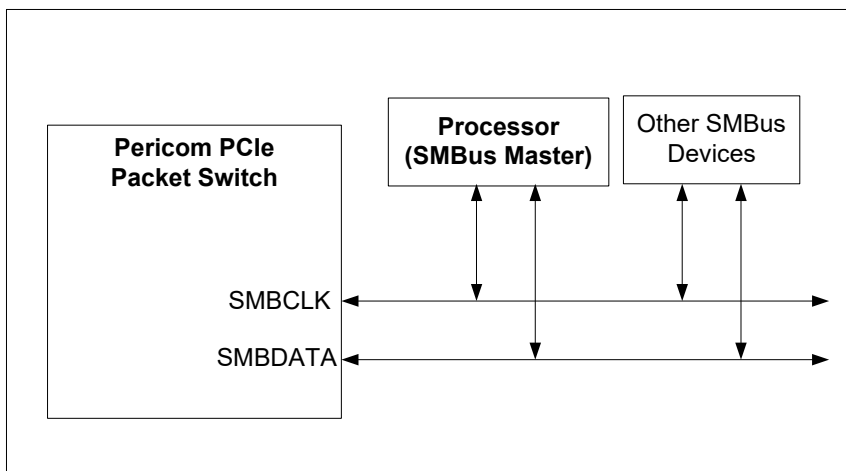 Pericom PCIe
Packet Switch
Processor
(SMBus Master)
Other SMBus
Devices
SMBCLK
SMBDATA